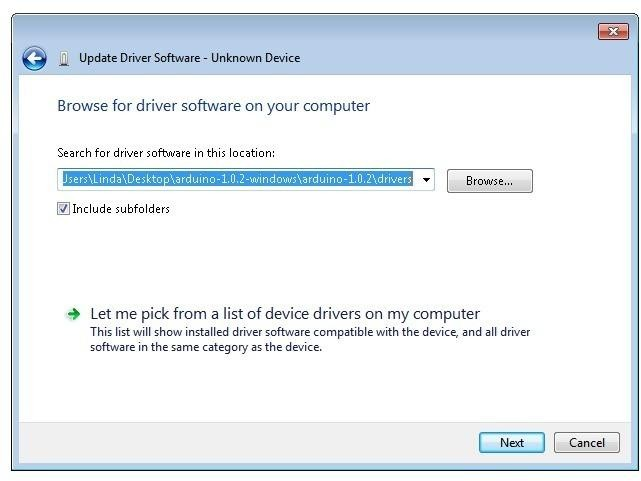 Update Driver Software - Unknown Device
Browse for driver software on your computer
Search for driver software in this location:
Users\Linda\Desktop\arduino-1.0.2-windows\arduino-1.0.2\drivers
Browse...
Include subfolders
Let me pick from a list of device drivers on my computer
This list will show installed driver software compatible with the device, and all driver
software in the same category as the device.
Next
Cancel